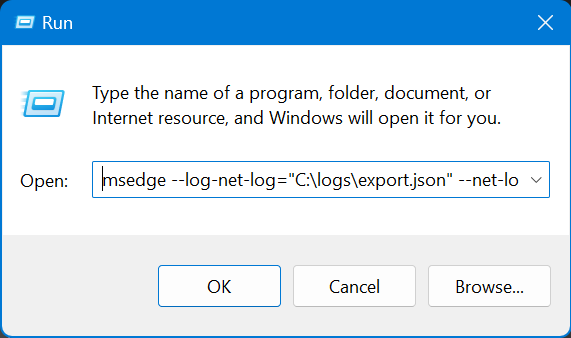 Run
Type the name of a program, folder, document, or
Internet resource, and Windows will open it for you.
Open:
msedge --log-net-log="C:\logs\export.json" --net-lo
OK
Cancel
Browse...